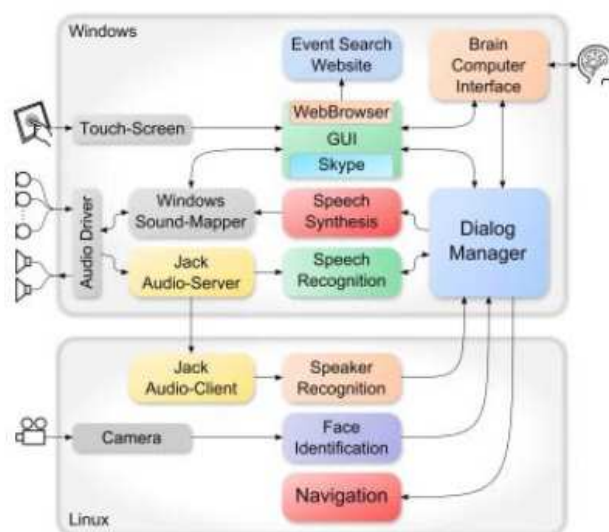 Windows
Event Search
Website
Brain
Computer
Interface
WebBrowser
Touch-Screen
GUI
Skype
Audio Driver
Windows
Sound-Mapper
Speech
Synthesis
Dialog
Manager
Jack
Audio-Server
Speech
Recognition
Jack
Audio-Client
Speaker
Recognition
Camera
Face
Identification
Navigation
Linux